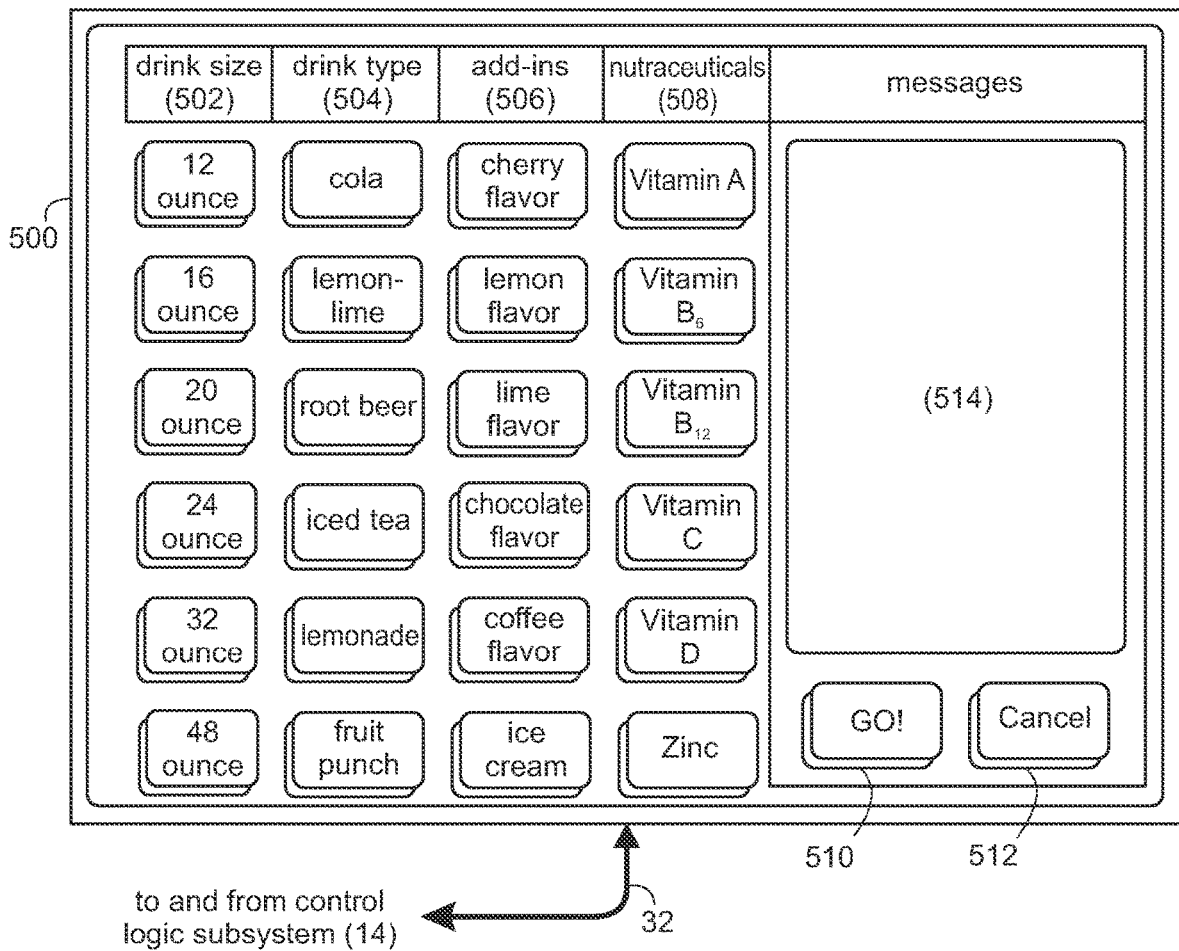 drink size
(502)
drink type
(504)
add-ins
(506)
nutraceuticals
(508)
messages
12
ounce
cola
cherry
flavor
Vitamin A
500
16
ounce
lemon-
lime
lemon
flavor
Vitamin
B₆
20
ounce
root beer
lime
flavor
Vitamin
B₁₂
(514)
24
ounce
iced tea
chocolate
flavor
Vitamin
C
32
ounce
lemonade
coffee
flavor
Vitamin
D
48
ounce
fruit
punch
ice
cream
Zinc
GO!
Cancel
510
512
to and from control
logic subsystem (14)
32